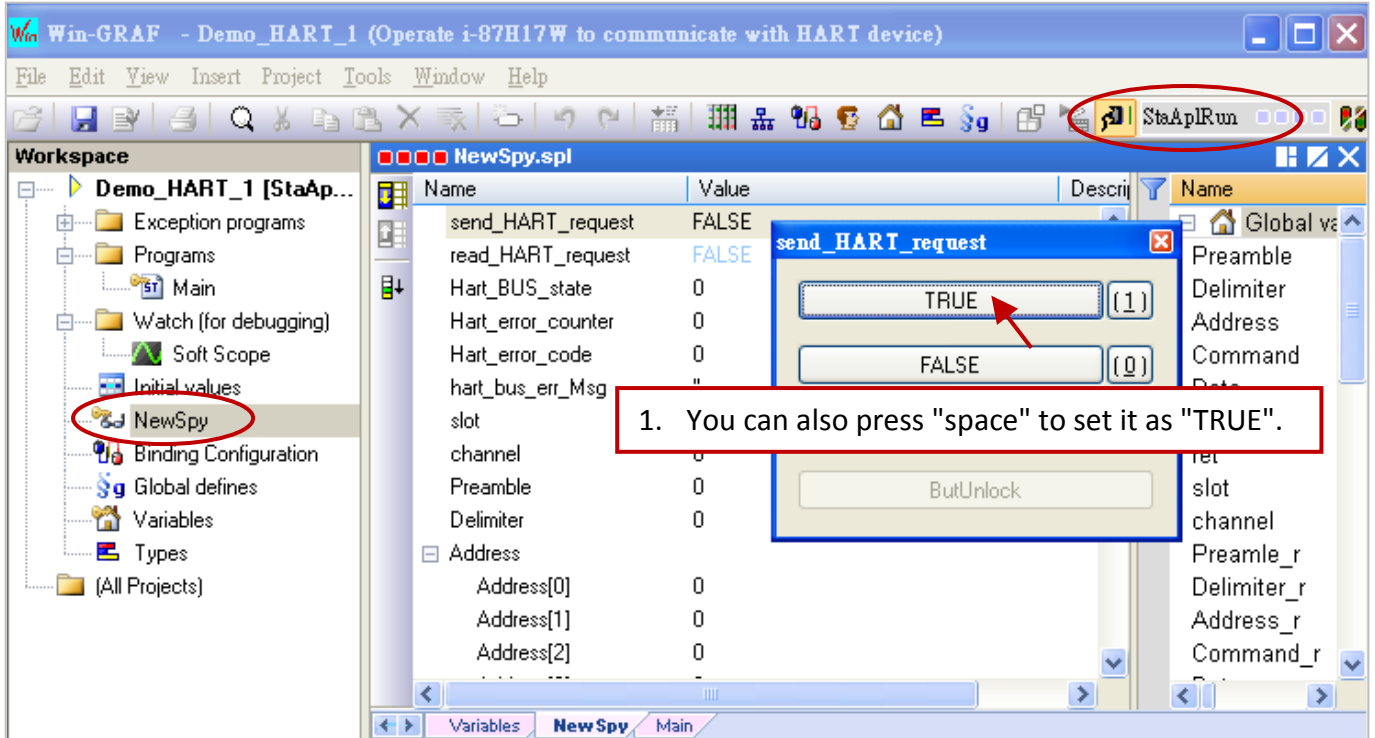 Win-GRAF - Demo_HART_1 (Operate i-87H17W to communicate with HART device)
File Edit View Insert Project Tools Window Help
StaAplRun
Workspace
Demo_HART_1 [StaAp...
Exception programs
Programs
Main
Watch (for debugging)
Soft Scope
Initial values
NewSpy
Binding Configuration
Global defines
Variables
Types
(All Projects)
NewSpy.spl
Name Value Descrip
send_HART_request FALSE
read_HART_request FALSE
Hart_BUS_state 0
Hart_error_counter 0
Hart_error_code 0
hart_bus_err_Msg ''
slot
channel 0
Preamble 0
Delimiter 0
Address
Address[0] 0
Address[1] 0
Address[2] 0
Variables NewSpy Main
send_HART_request
TRUE (1)
FALSE (0)
ButUnlock
1. You can also press "space" to set it as "TRUE".
Name
Global va
Preamble
Delimiter
Address
Command
ret
slot
channel
Preamle_r
Delimiter_r
Address_r
Command_r